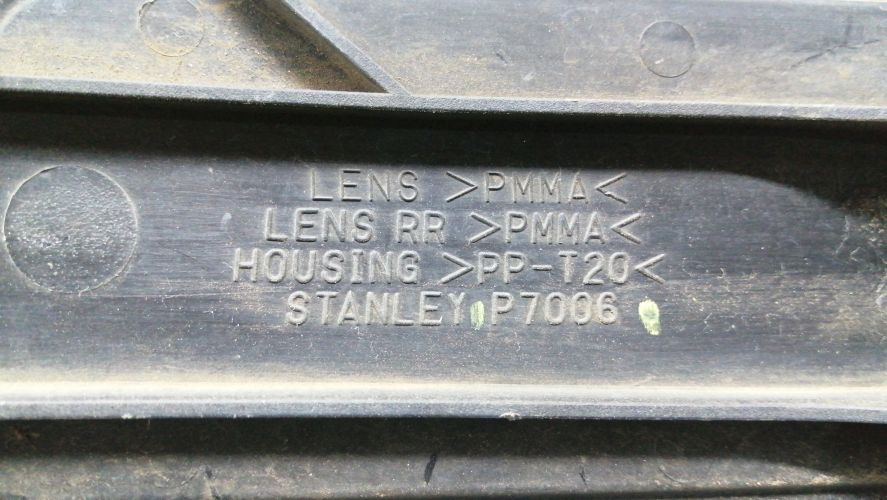 LENS >PMMA<
LENS RR >PMMA<
HOUSING >PP-T20<
STANLEY P7006